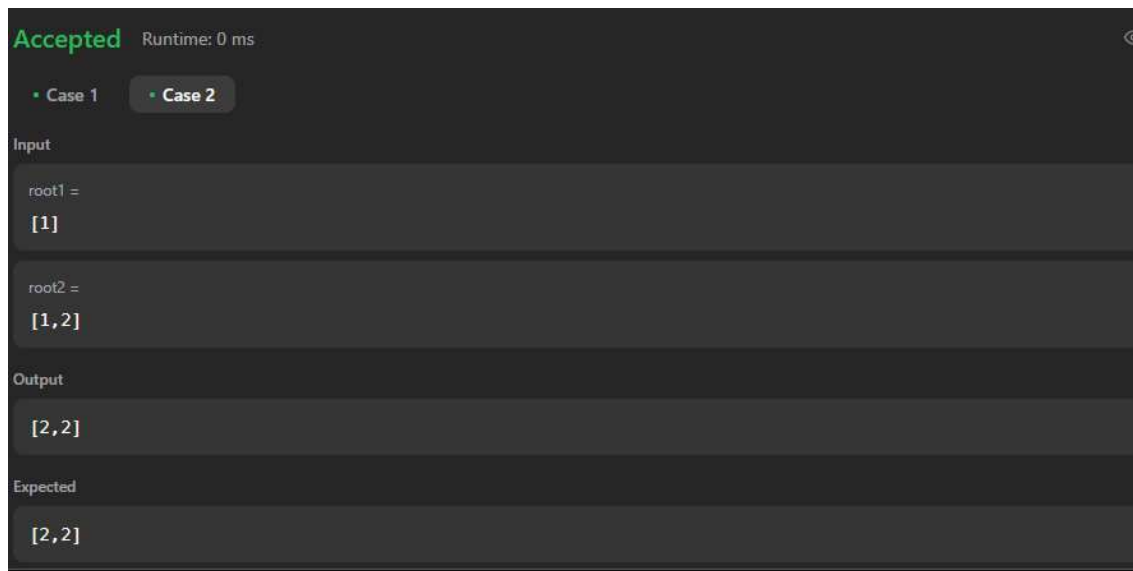 Accepted Runtime: 0 ms
• Case 1 • Case 2
Input
root1 =
[1]
root2 =
[1,2]
Output
[2,2]
Expected
[2,2]